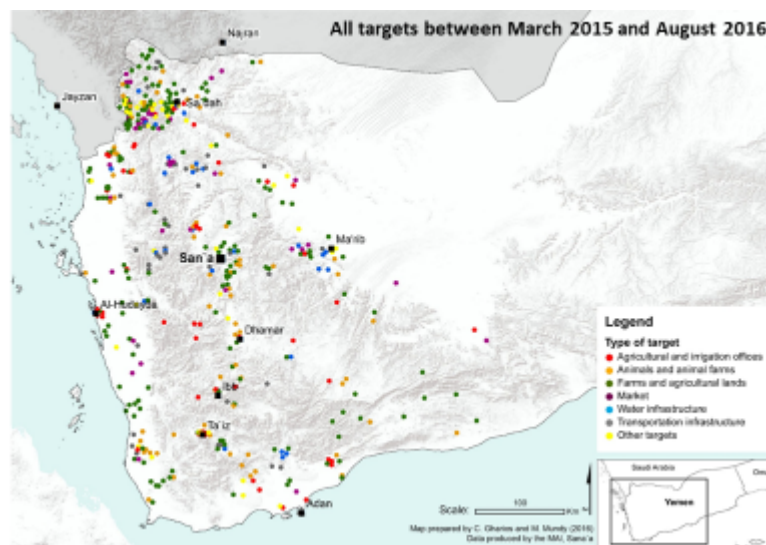 All targets between March 2015 and August 2016
Najran
Jayzan
Sa'dah
Ma'rib
San'a
Al-Hudayda
Dhamar
Ibb
Ta'iz
Adan
Legend
Type of target
Agricultural and irrigation offices
Animals and animal farms
Farms and agricultural lands
Market
Water infrastructure
Transportation infrastructure
Other targets
Scale:
100
Km
N
Map prepared by C. Gharios and M. Mundy (2016)
Data produced by the MAI, Sana'a
Saudi Arabia
Yemen